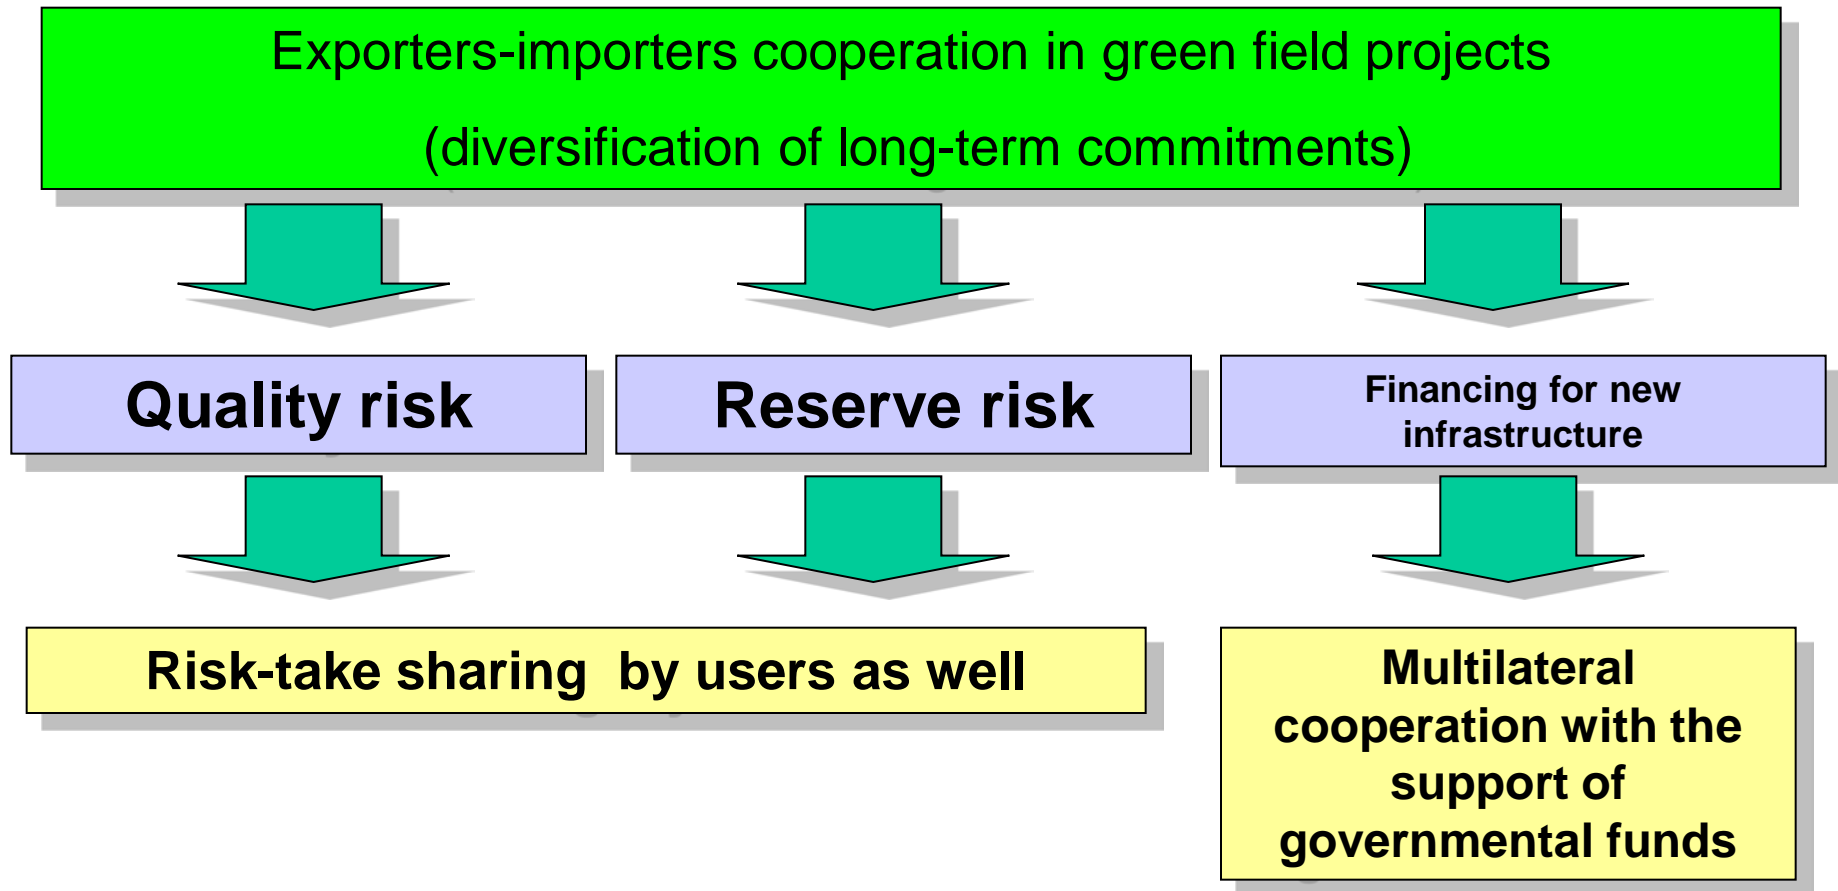 Exporters-importers cooperation in green field projects
(diversification of long-term commitments)
Quality risk
Reserve risk
Financing for new
infrastructure
Risk-take sharing  by users as well
Multilateral
cooperation with the
support of
governmental funds